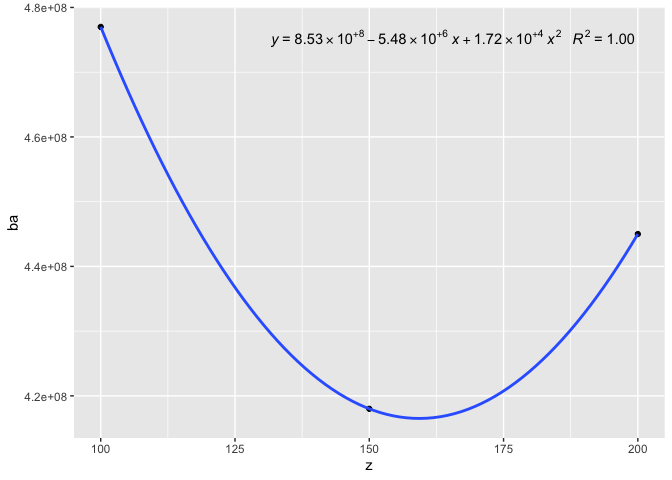 4.8e+08
y = 8.53 × 10⁺⁸ – 5.48 × 10⁺⁶ x + 1.72 × 10⁺⁴ x² R² = 1.00
4.6e+08
ba
4.4e+08
4.2e+08
100 125 150 175 200
z